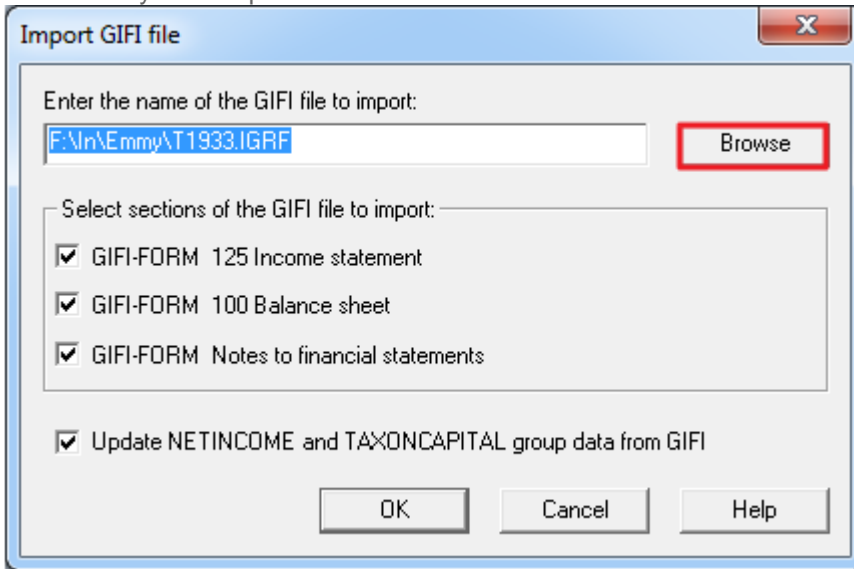 Import GIFI file
Enter the name of the GIFI file to import:
F:\In\Emmy\T1933.IGRF
Browse
Select sections of the GIFI file to import:
GIFI-FORM 125 Income statement
GIFI-FORM 100 Balance sheet
GIFI-FORM Notes to financial statements
Update NETINCOME and TAXONCAPITAL group data from GIFI
OK Cancel Help